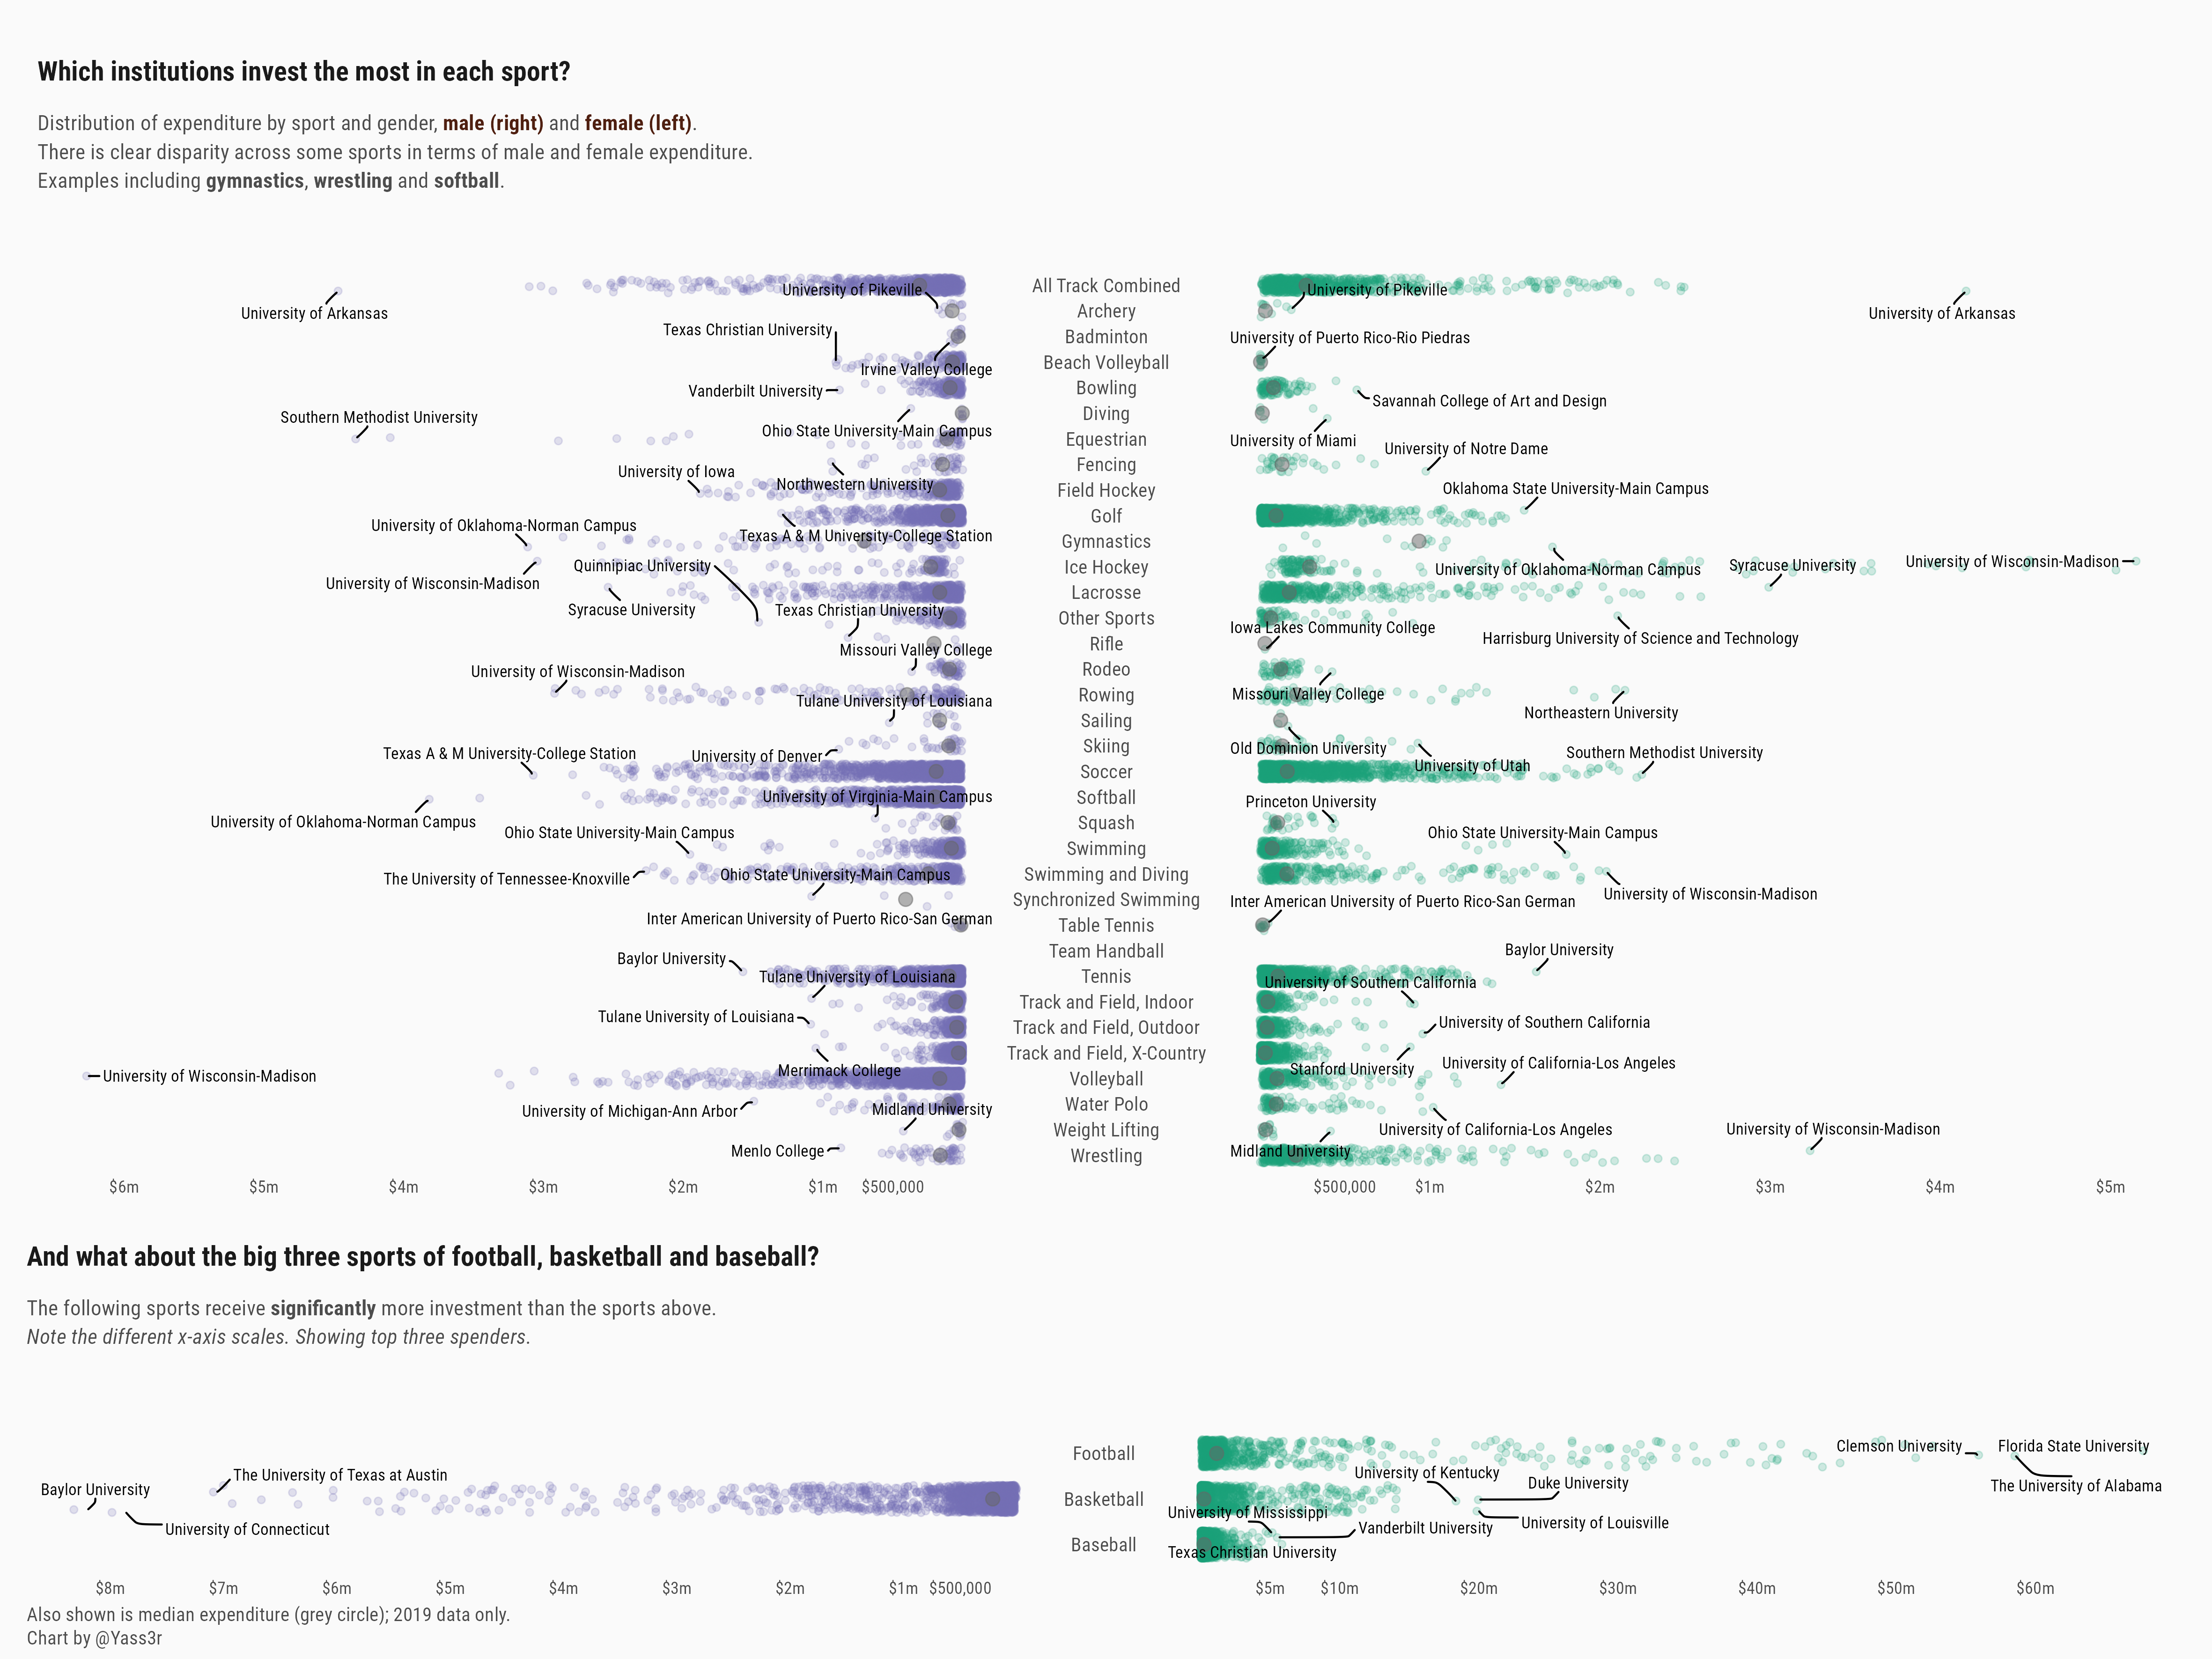 Which institutions invest the most in each sport?
Distribution of expenditure by sport and gender, male (right) and female (left).
There is clear disparity across some sports in terms of male and female expenditure.
Examples including gymnastics, wrestling and softball.
All Track Combined
University of Pikeville
University of Pikeville
University of Arkansas
Archery
University of Arkansas
Texas Christian University
Badminton
University of Puerto Rico-Rio Piedras
Irvine Valley College
Beach Volleyball
Vanderbilt University
Bowling
Savannah College of Art and Design
Southern Methodist University
Diving
Ohio State University-Main Campus
Equestrian
University of Miami
University of Notre Dame
University of Iowa
Fencing
Northwestern University
Field Hockey
Oklahoma State University-Main Campus
University of Oklahoma-Norman Campus
Golf
Texas A & M University-College Station
Gymnastics
University of Wisconsin-Madison
Quinnipiac University
Ice Hockey
University of Oklahoma-Norman Campus
Syracuse University
University of Wisconsin-Madison
Syracuse University
Lacrosse
Texas Christian University
Other Sports
Iowa Lakes Community College
Harrisburg University of Science and Technology
Missouri Valley College
Rifle
University of Wisconsin-Madison
Rodeo
Tulane University of Louisiana
Rowing
Missouri Valley College
Northeastern University
Sailing
Texas A & M University-College Station
University of Denver
Skiing
Old Dominion University
University of Utah
Southern Methodist University
Soccer
University of Virginia-Main Campus
Softball
Princeton University
University of Oklahoma-Norman Campus
Ohio State University-Main Campus
Squash
Ohio State University-Main Campus
Swimming
The University of Tennessee-Knoxville
Ohio State University-Main Campus
Swimming and Diving
University of Wisconsin-Madison
Synchronized Swimming
Inter American University of Puerto Rico-San German
Inter American University of Puerto Rico-San German
Table Tennis
Team Handball
Baylor University
Baylor University
Tulane University of Louisiana
Tennis
University of Southern California
Track and Field, Indoor
Tulane University of Louisiana
Track and Field, Outdoor
University of Southern California
Track and Field, X-Country
Merrimack College
Stanford University
University of California-Los Angeles
University of Wisconsin-Madison
Volleyball
University of Michigan-Ann Arbor
Midland University
Water Polo
Weight Lifting
University of California-Los Angeles
University of Wisconsin-Madison
Menlo College
Wrestling
Midland University
$6m $5m $4m $3m $2m $1m $500,000 $500,000 $1m $2m $3m $4m $5m
And what about the big three sports of football, basketball and baseball?
The following sports receive significantly more investment than the sports above.
Note the different x-axis scales. Showing top three spenders.
Football
Clemson University
Florida State University
The University of Alabama
The University of Texas at Austin
Baylor University
University of Connecticut
Basketball
University of Kentucky
Duke University
University of Louisville
University of Mississippi
Vanderbilt University
Baseball
Texas Christian University
$8m $7m $6m $5m $4m $3m $2m $1m $500,000 $5m $10m $20m $30m $40m $50m $60m
Also shown is median expenditure (grey circle); 2019 data only.
Chart by @Yass3r